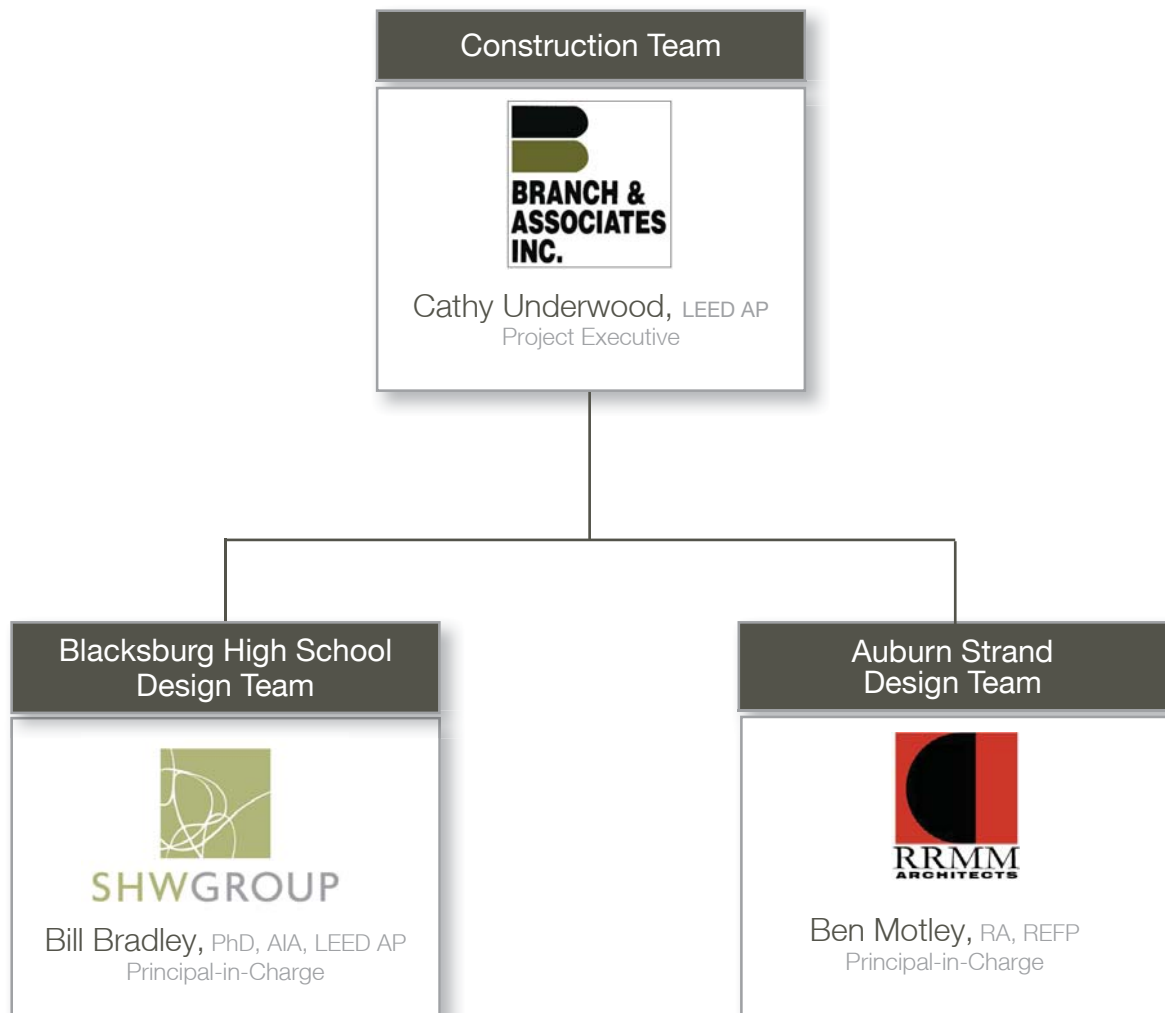 Construction Team
BRANCH &
ASSOCIATES
INC.
Cathy Underwood, LEED AP
Project Executive
Blacksburg High School
Design Team
SHWGROUP
Bill Bradley, PhD, AIA, LEED AP
Principal-in-Charge
Auburn Strand
Design Team
RRMM
ARCHITECTS
Ben Motley, RA, REFP
Principal-in-Charge